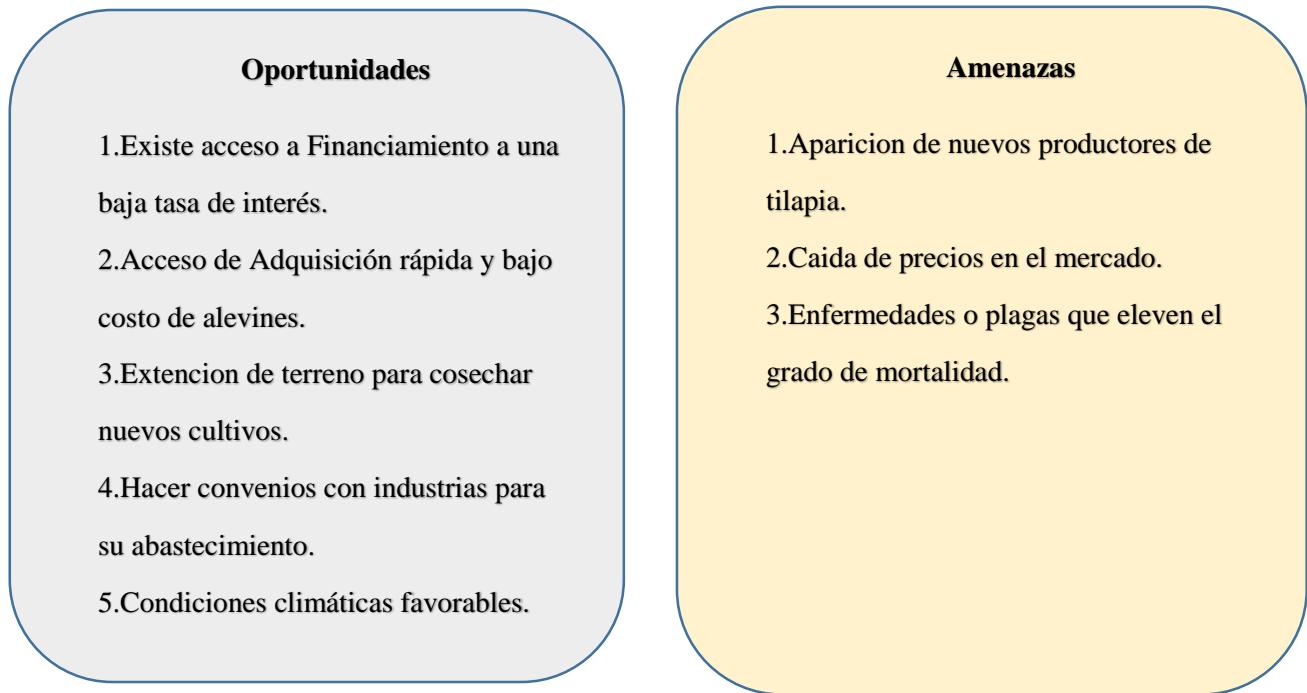 Oportunidades
1.Existe acceso a Financiamiento a una
baja tasa de interés.
2.Acceso de Adquisición rápida y bajo
costo de alevines.
3.Extencion de terreno para cosechar
nuevos cultivos.
4.Hacer convenios con industrias para
su abastecimiento.
5.Condiciones climáticas favorables.
Amenazas
1.Aparicion de nuevos productores de
tilapia.
2.Caida de precios en el mercado.
3.Enfermedades o plagas que eleven el
grado de mortalidad.